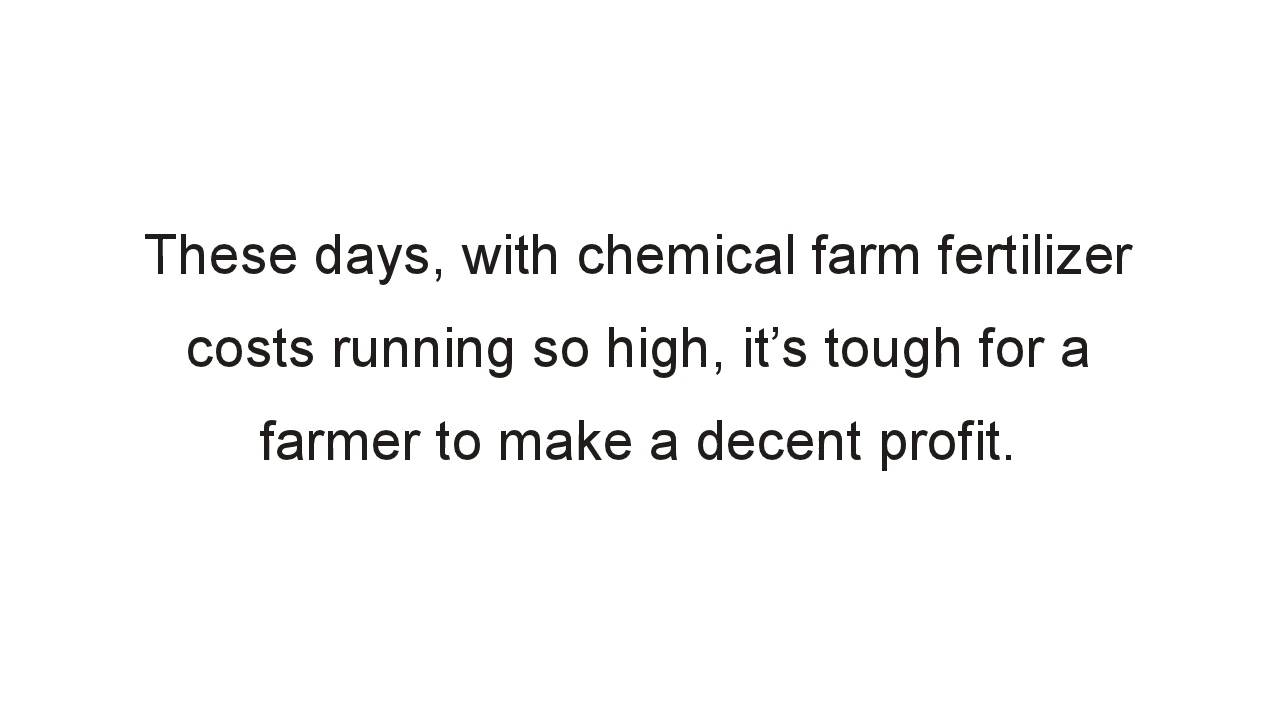 These days, with chemical farm fertilizer
costs running so high, it’s tough for a
farmer to make a decent profit.